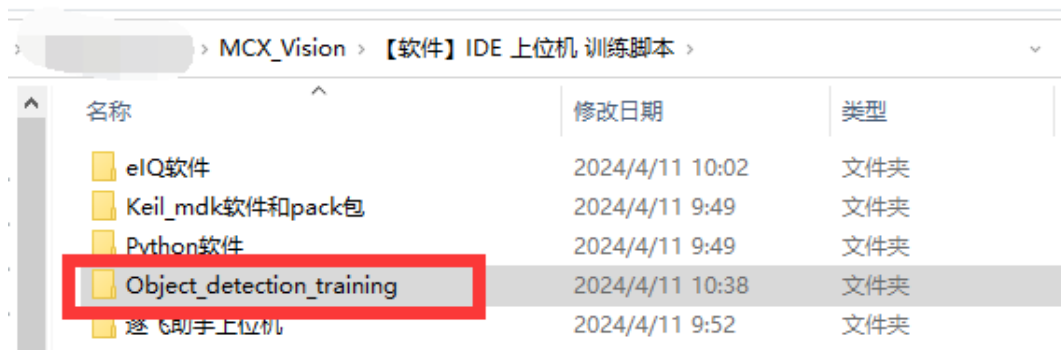 MCX_Vision › 【软件】IDE 上位机 训练脚本 ›
名称 修改日期 类型
eIQ软件 2024/4/11 10:02 文件夹
Keil_mdk软件和pack包 2024/4/11 9:49 文件夹
Python软件 2024/4/11 9:49 文件夹
Object_detection_training 2024/4/11 10:38 文件夹
逐飞助手上位机 2024/4/11 9:52 文件夹